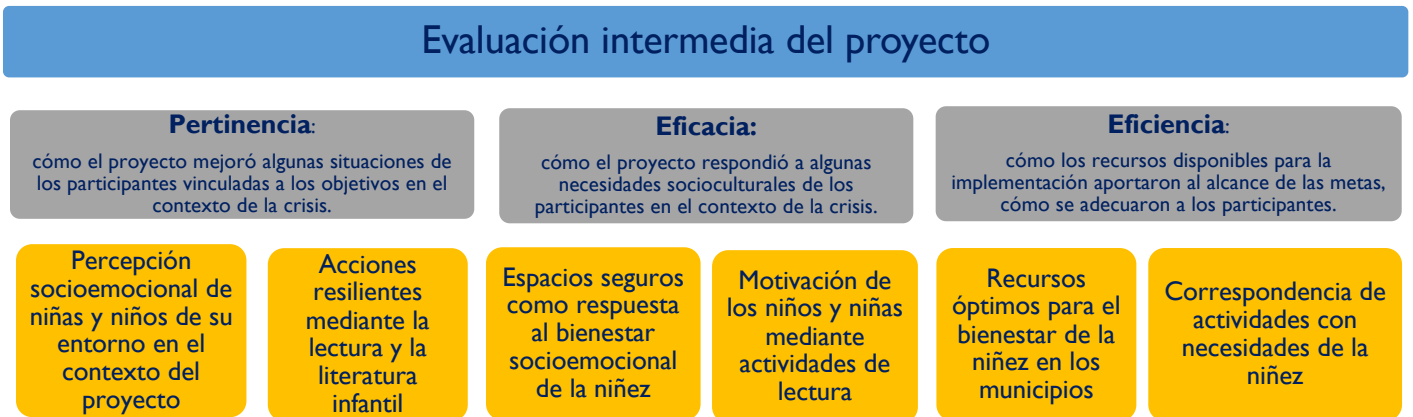 Evaluación intermedia del proyecto
Pertinencia:
cómo el proyecto mejoró algunas situaciones de
los participantes vinculadas a los objetivos en el
contexto de la crisis.
Eficacia:
cómo el proyecto respondió a algunas
necesidades socioculturales de los
participantes en el contexto de la crisis.
Eficiencia:
cómo los recursos disponibles para la
implementación aportaron al alcance de las metas,
cómo se adecuaron a los participantes.
Percepción
socioemocional de
niñas y niños de su
entorno en el
contexto del
proyecto
Acciones
resilientes
mediante la
lectura y la
literatura
infantil
Espacios seguros
como respuesta
al bienestar
socioemocional
de la niñez
Motivación de
los niños y niñas
mediante
actividades de
lectura
Recursos
óptimos para el
bienestar de la
niñez en los
municipios
Correspondencia de
actividades con
necesidades de la
niñez